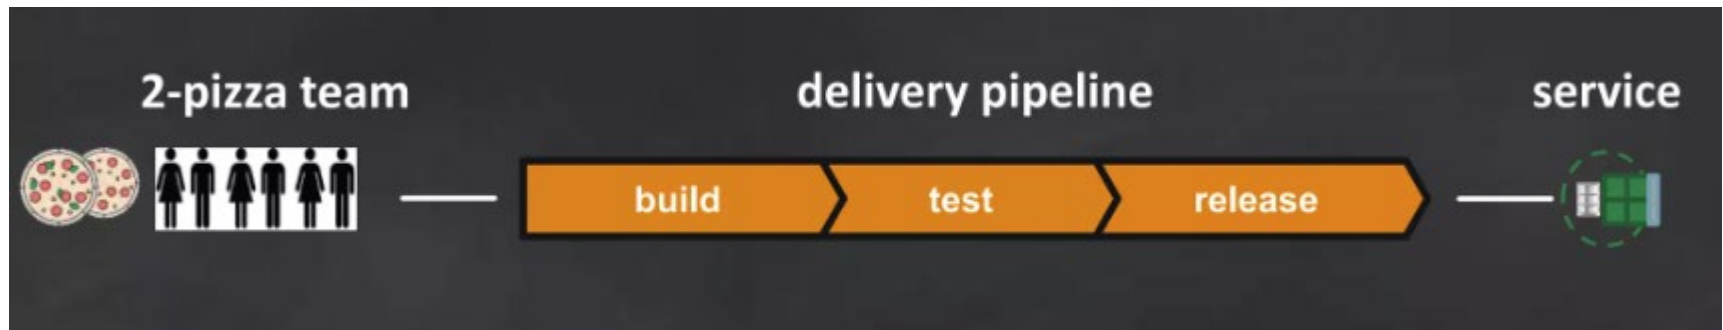 2-pizza team
delivery pipeline
service
build
test
release